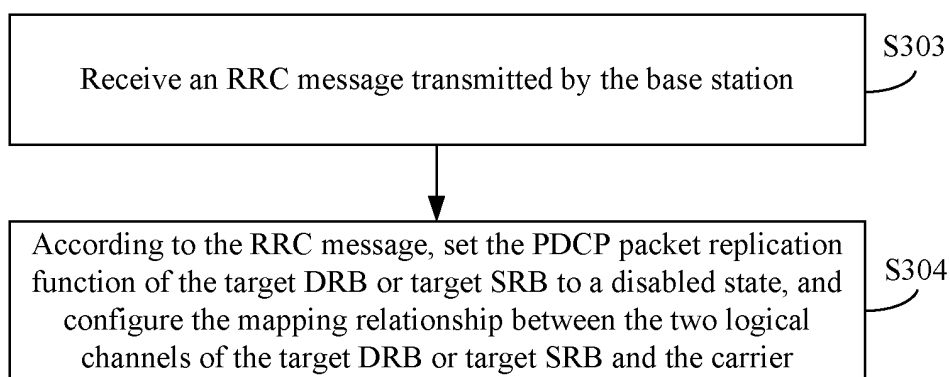 S303
Receive an RRC message transmitted by the base station
According to the RRC message, set the PDCP packet replication
function of the target DRB or target SRB to a disabled state, and
configure the mapping relationship between the two logical
channels of the target DRB or target SRB and the carrier
S304